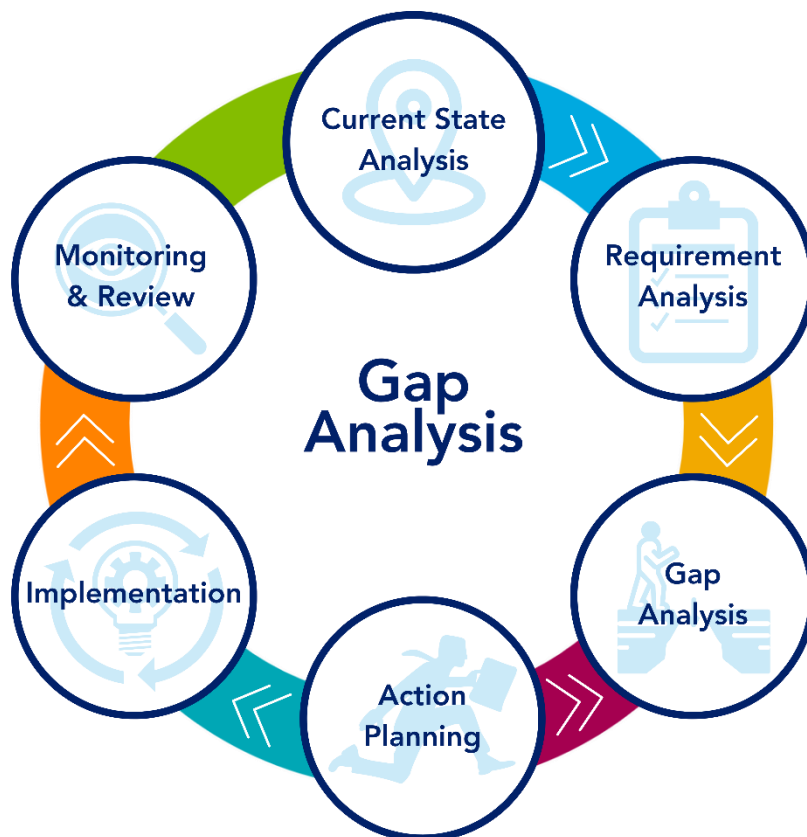 Current State
Analysis
Requirement
Analysis
Gap
Analysis
Action
Planning
Implementation
Monitoring
& Review
Gap
Analysis